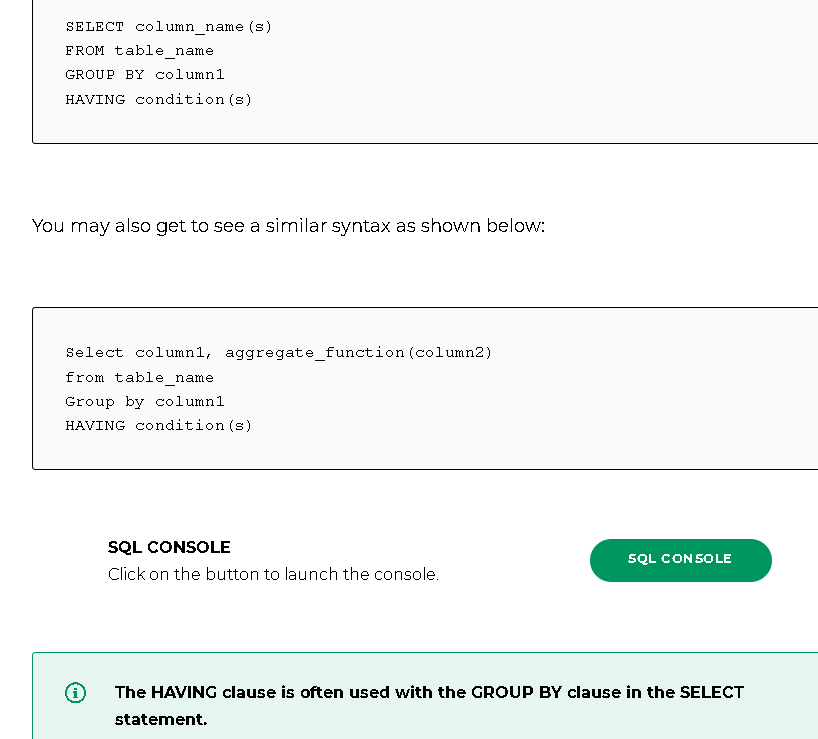 SELECT column_name(s)
FROM table_name
GROUP BY column1
HAVING condition(s)
You may also get to see a similar syntax as shown below:
Select column1, aggregate_function(column2)
from table_name
Group by column1
HAVING condition(s)
SQL CONSOLE
Click on the button to launch the console.
SQL CONSOLE
The HAVING clause is often used with the GROUP BY clause in the SELECT
statement.